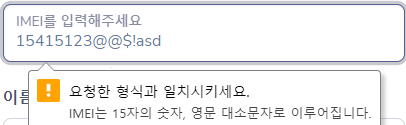 IMEI를 입력해주세요
15415123@@$!asd
이름
요청한 형식과 일치시키세요.
IMEI는 15자의 숫자, 영문 대소문자로 이루어집니다.